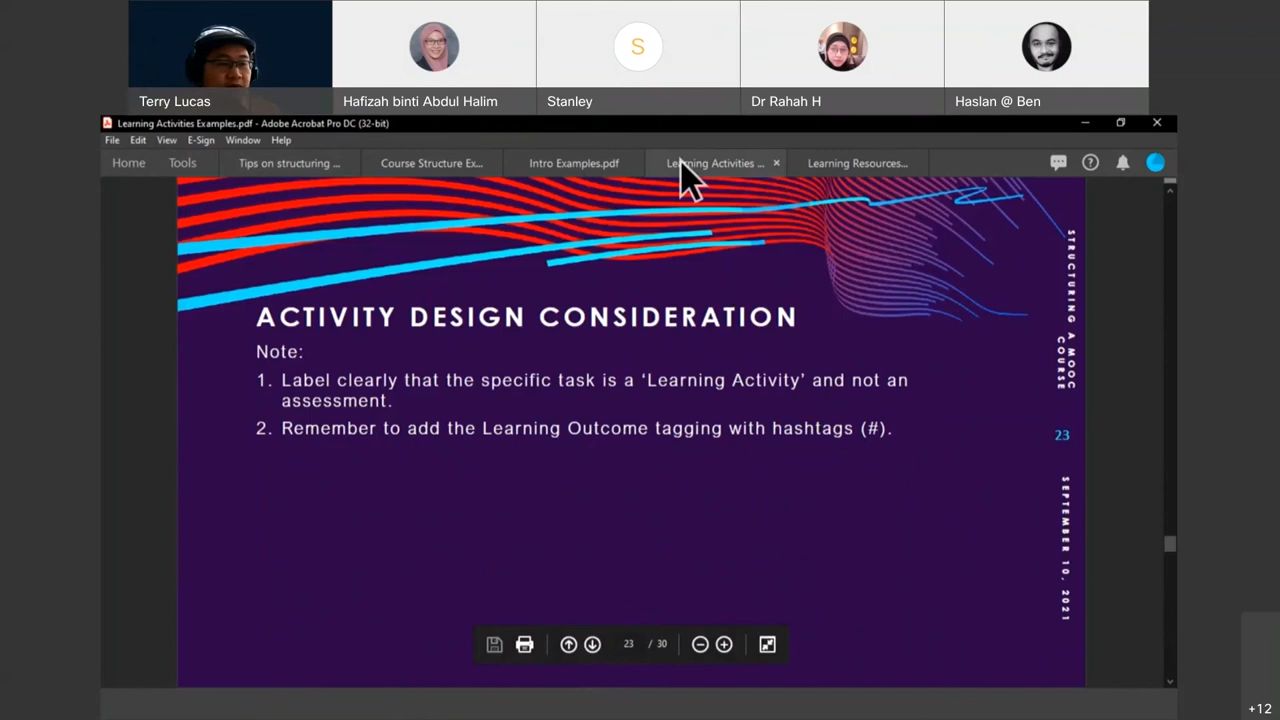 S
Terry Lucas
Hafizah binti Abdul Halim
Stanley
Dr Rahah H
Haslan @ Ben
Learning Activities Examples.pdf - Adobe Acrobat Pro DC (32-bit)
File Edit View E-Sign Window Help
Home Tools Tips on structuring ... Course Structure Ex... Intro Examples.pdf Learning Activities ... × Learning Resources...
ACTIVITY DESIGN CONSIDERATION
Note:
1. Label clearly that the specific task is a ‘Learning Activity’ and not an
assessment.
2. Remember to add the Learning Outcome tagging with hashtags (#).
STRUCTURING A MOOC
COURSE
23
SEPTEMBER 10, 2021
23 / 30
+12